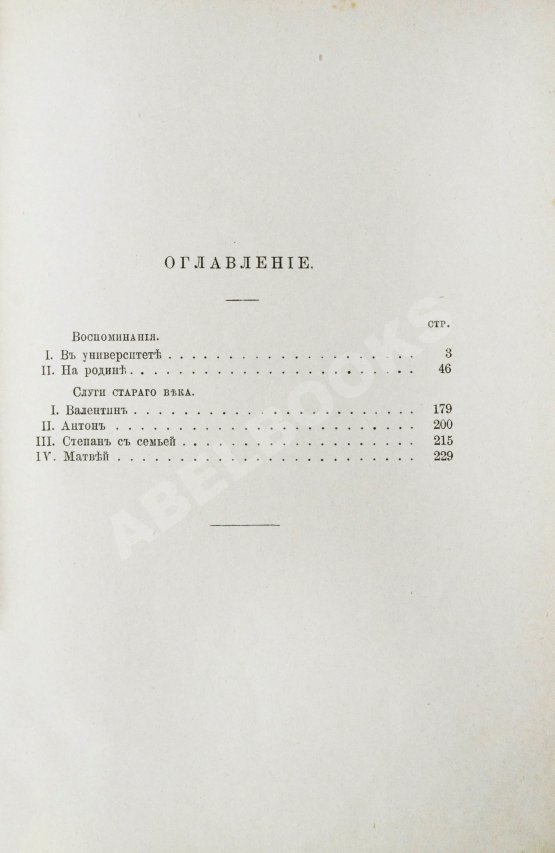 ОГЛАВЛЕНІЕ.
СТР.
Воспоминанія.
I. Въ университетѣ . . . . . . . . . . . . . . . . . . . 3
II. На родинѣ . . . . . . . . . . . . . . . . . . . . . 46
Слуги стараго вѣка.
I. Валентинъ . . . . . . . . . . . . . . . . . . . . . 179
II. Антонъ . . . . . . . . . . . . . . . . . . . . . . 200
III. Степанъ съ семьей . . . . . . . . . . . . . . . . . 215
IV. Матвѣй . . . . . . . . . . . . . . . . . . . . . . 229
ABELBOOKS